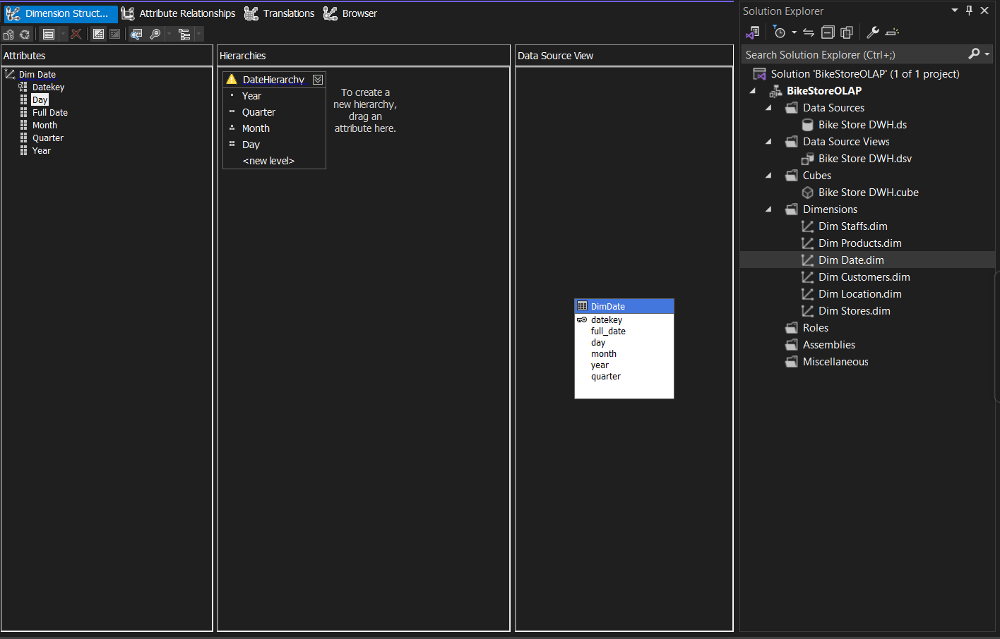 Dimension Struct...
Attribute Relationships
Translations
Browser
Attributes
Dim Date
Datekey
Day
Full Date
Month
Quarter
Year
Hierarchies
DateHierarchy
Year
Quarter
Month
Day
<new level>
To create a
new hierarchy,
drag an
attribute here.
Data Source View
DimDate
datekey
full_date
day
month
year
quarter
Solution Explorer
Search Solution Explorer (Ctrl+;)
Solution 'BikeStoreOLAP' (1 of 1 project)
BikeStoreOLAP
Data Sources
Bike Store DWH.ds
Data Source Views
Bike Store DWH.dsv
Cubes
Bike Store DWH.cube
Dimensions
Dim Staffs.dim
Dim Products.dim
Dim Date.dim
Dim Customers.dim
Dim Location.dim
Dim Stores.dim
Roles
Assemblies
Miscellaneous